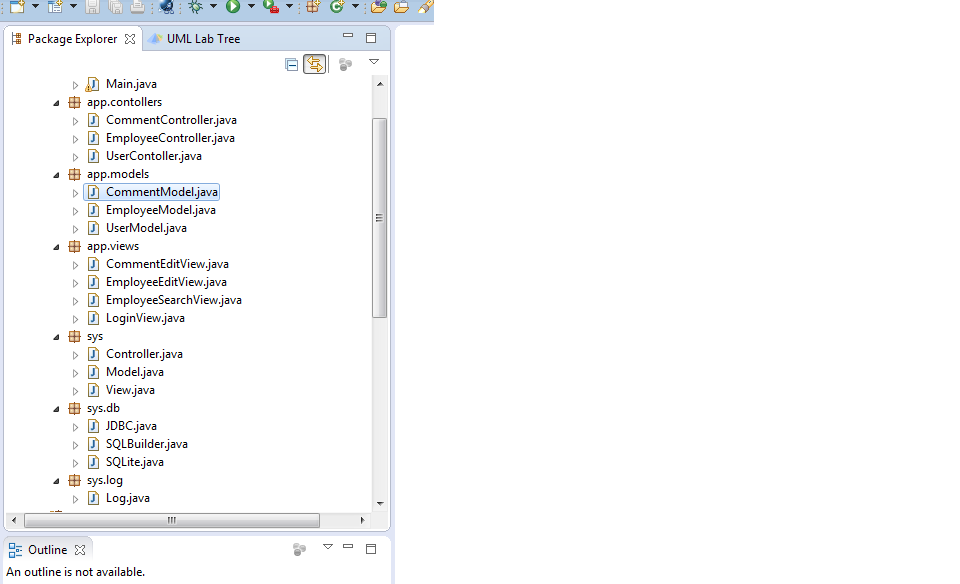 Package Explorer
UML Lab Tree
Main.java
app.contollers
CommentController.java
EmployeeController.java
UserContoller.java
app.models
CommentModel.java
EmployeeModel.java
UserModel.java
app.views
CommentEditView.java
EmployeeEditView.java
EmployeeSearchView.java
LoginView.java
sys
Controller.java
Model.java
View.java
sys.db
JDBC.java
SQLBuilder.java
SQLite.java
sys.log
Log.java
Outline
An outline is not available.